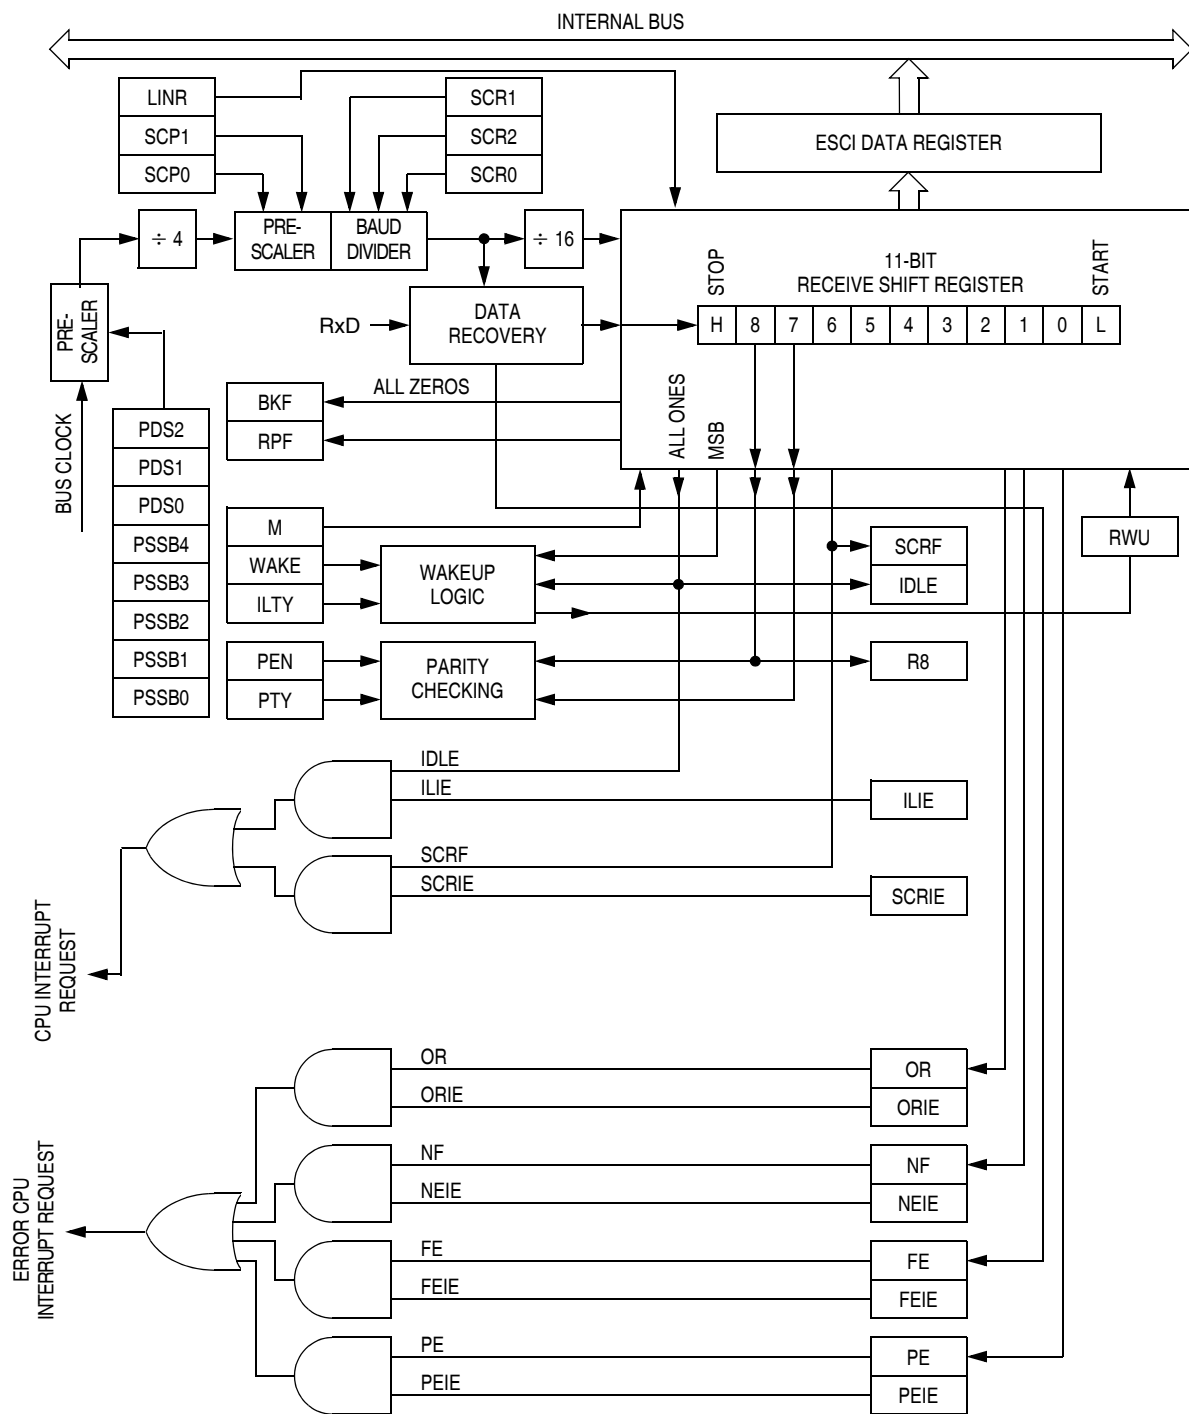 INTERNAL BUS
LINR
SCP1
SCP0
SCR1
SCR2
SCR0
ESCI DATA REGISTER
÷ 4
PRE-
SCALER
BAUD
DIVIDER
÷ 16
PRE-
SCALER
BUS CLOCK
RxD
DATA
RECOVERY
STOP
11-BIT
RECEIVE SHIFT REGISTER
START
H 8 7 6 5 4 3 2 1 0 L
ALL ZEROS
ALL ONES
MSB
BKF
RPF
PDS2
PDS1
PDS0
PSSB4
PSSB3
PSSB2
PSSB1
PSSB0
M
WAKE
ILTY
WAKEUP
LOGIC
PEN
PTY
PARITY
CHECKING
SCRF
IDLE
R8
RWU
IDLE
ILIE
ILIE
SCRF
SCRIE
SCRIE
CPU INTERRUPT
REQUEST
OR
ORIE
OR
ORIE
NF
NEIE
NF
NEIE
FE
FEIE
FE
FEIE
PE
PEIE
PE
PEIE
ERROR CPU
INTERRUPT REQUEST